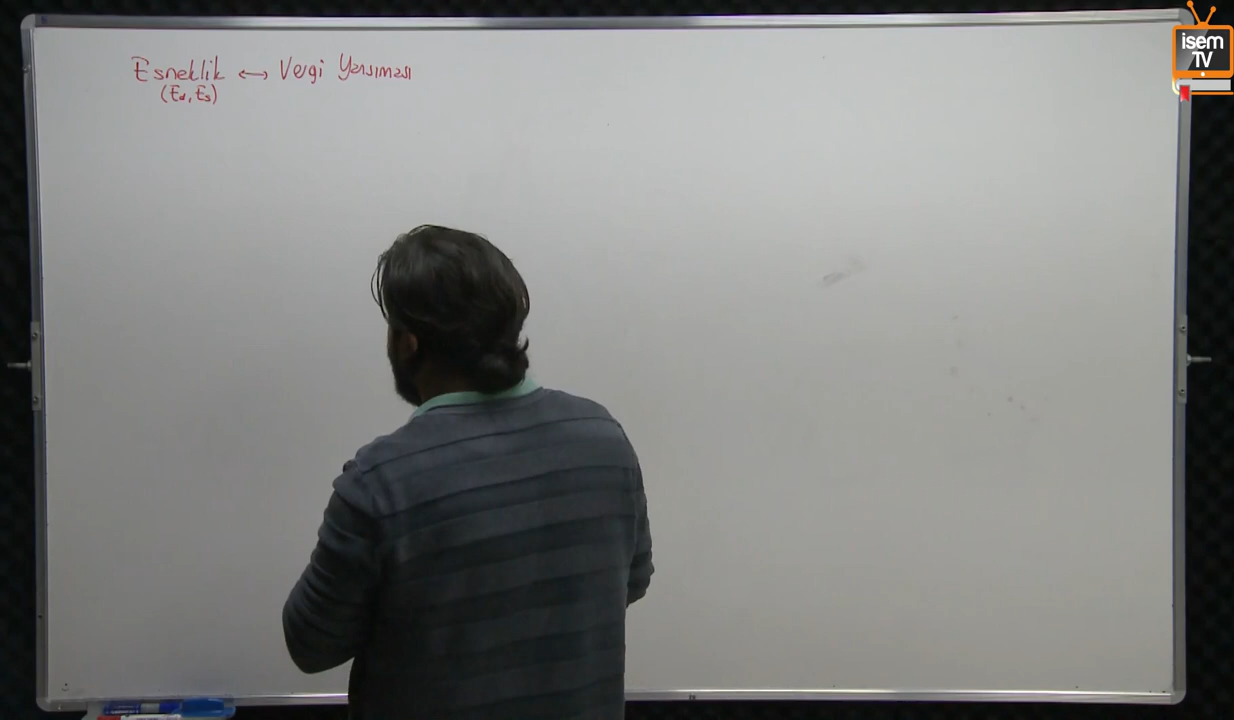 Esneklik ↔ Vergi Yansıması
(Ed, Es)
isem
TV